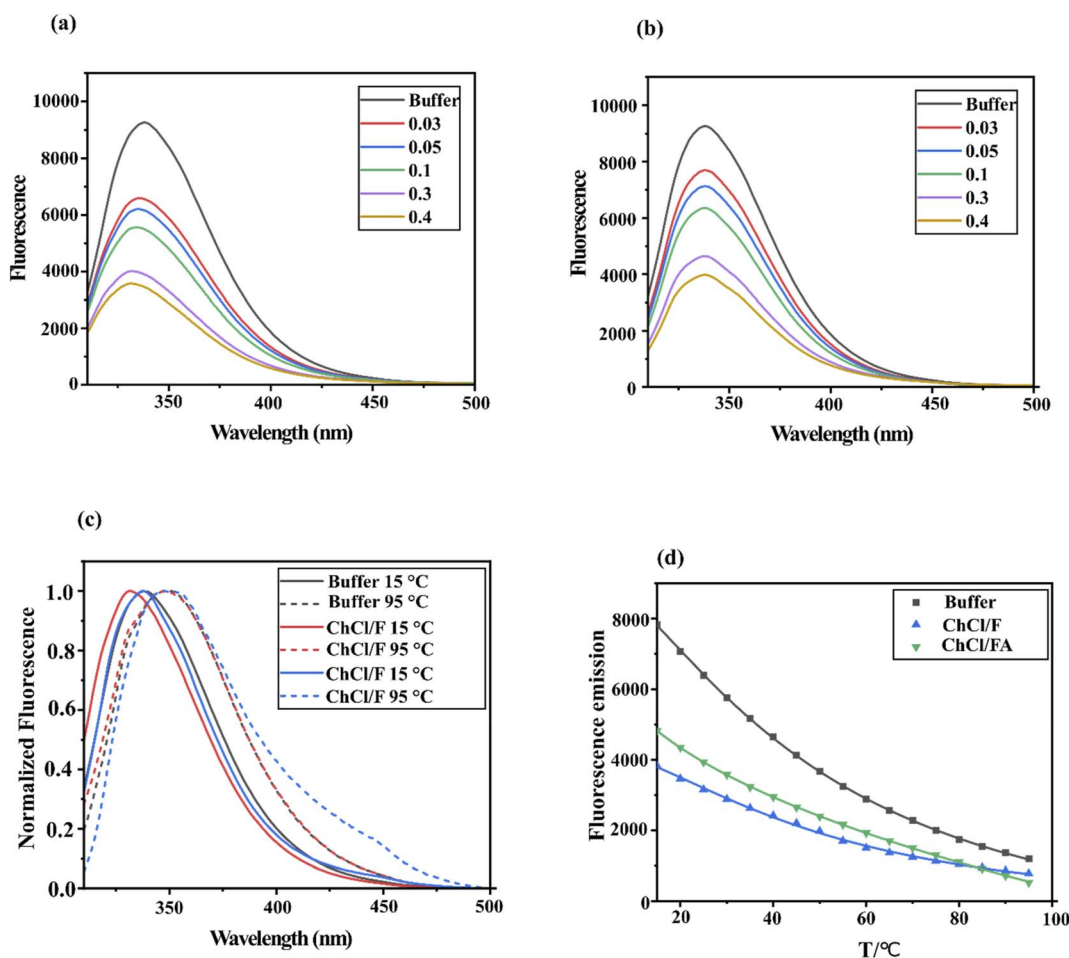 (a)
Fluorescence
10000
8000
6000
4000
2000
0
350
400
450
500
Wavelength (nm)
Buffer
0.03
0.05
0.1
0.3
0.4
(b)
Fluorescence
10000
8000
6000
4000
2000
0
350
400
450
500
Wavelength (nm)
Buffer
0.03
0.05
0.1
0.3
0.4
(c)
Normalized Fluorescence
1.0
0.8
0.6
0.4
0.2
0.0
350
400
450
500
Wavelength (nm)
Buffer 15 °C
Buffer 95 °C
ChCl/F 15 °C
ChCl/F 95 °C
ChCl/F 15 °C
ChCl/F 95 °C
(d)
Fluorescence emission
8000
6000
4000
2000
0
20
40
60
80
100
T/℃
Buffer
ChCl/F
ChCl/FA